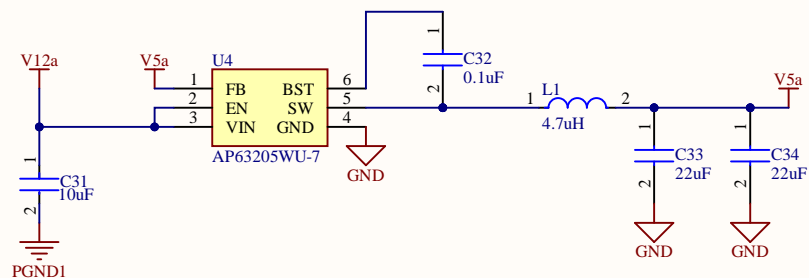 V12a
V5a
U4
1 FB BST 6
2 EN SW 5
3 VIN GND 4
AP63205WU-7
GND
1
C32
0.1uF
2
L1
1 2
4.7uH
V5a
1
C31
10uF
2
PGND1
1
C33
22uF
2
GND
1
C34
22uF
2
GND